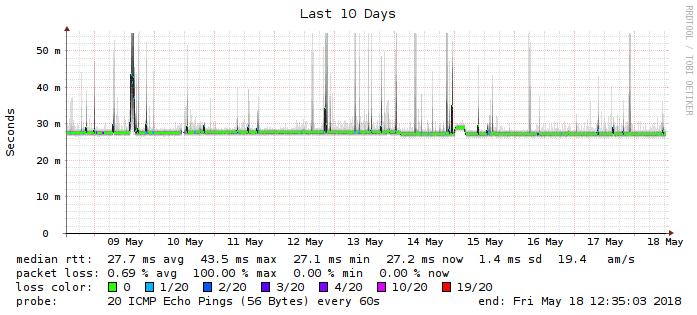 Last 10 Days
RRDTOOL / TOBI OETIKER
Seconds
50 m
40 m
30 m
20 m
10 m
0
09 May 10 May 11 May 12 May 13 May 14 May 15 May 16 May 17 May 18 May
median rtt: 27.7 ms avg 43.5 ms max 27.1 ms min 27.2 ms now 1.4 ms sd 19.4 am/s
packet loss: 0.69 % avg 100.00 % max 0.00 % min 0.00 % now
loss color: 0 1/20 2/20 3/20 4/20 10/20 19/20
probe: 20 ICMP Echo Pings (56 Bytes) every 60s end: Fri May 18 12:35:03 2018